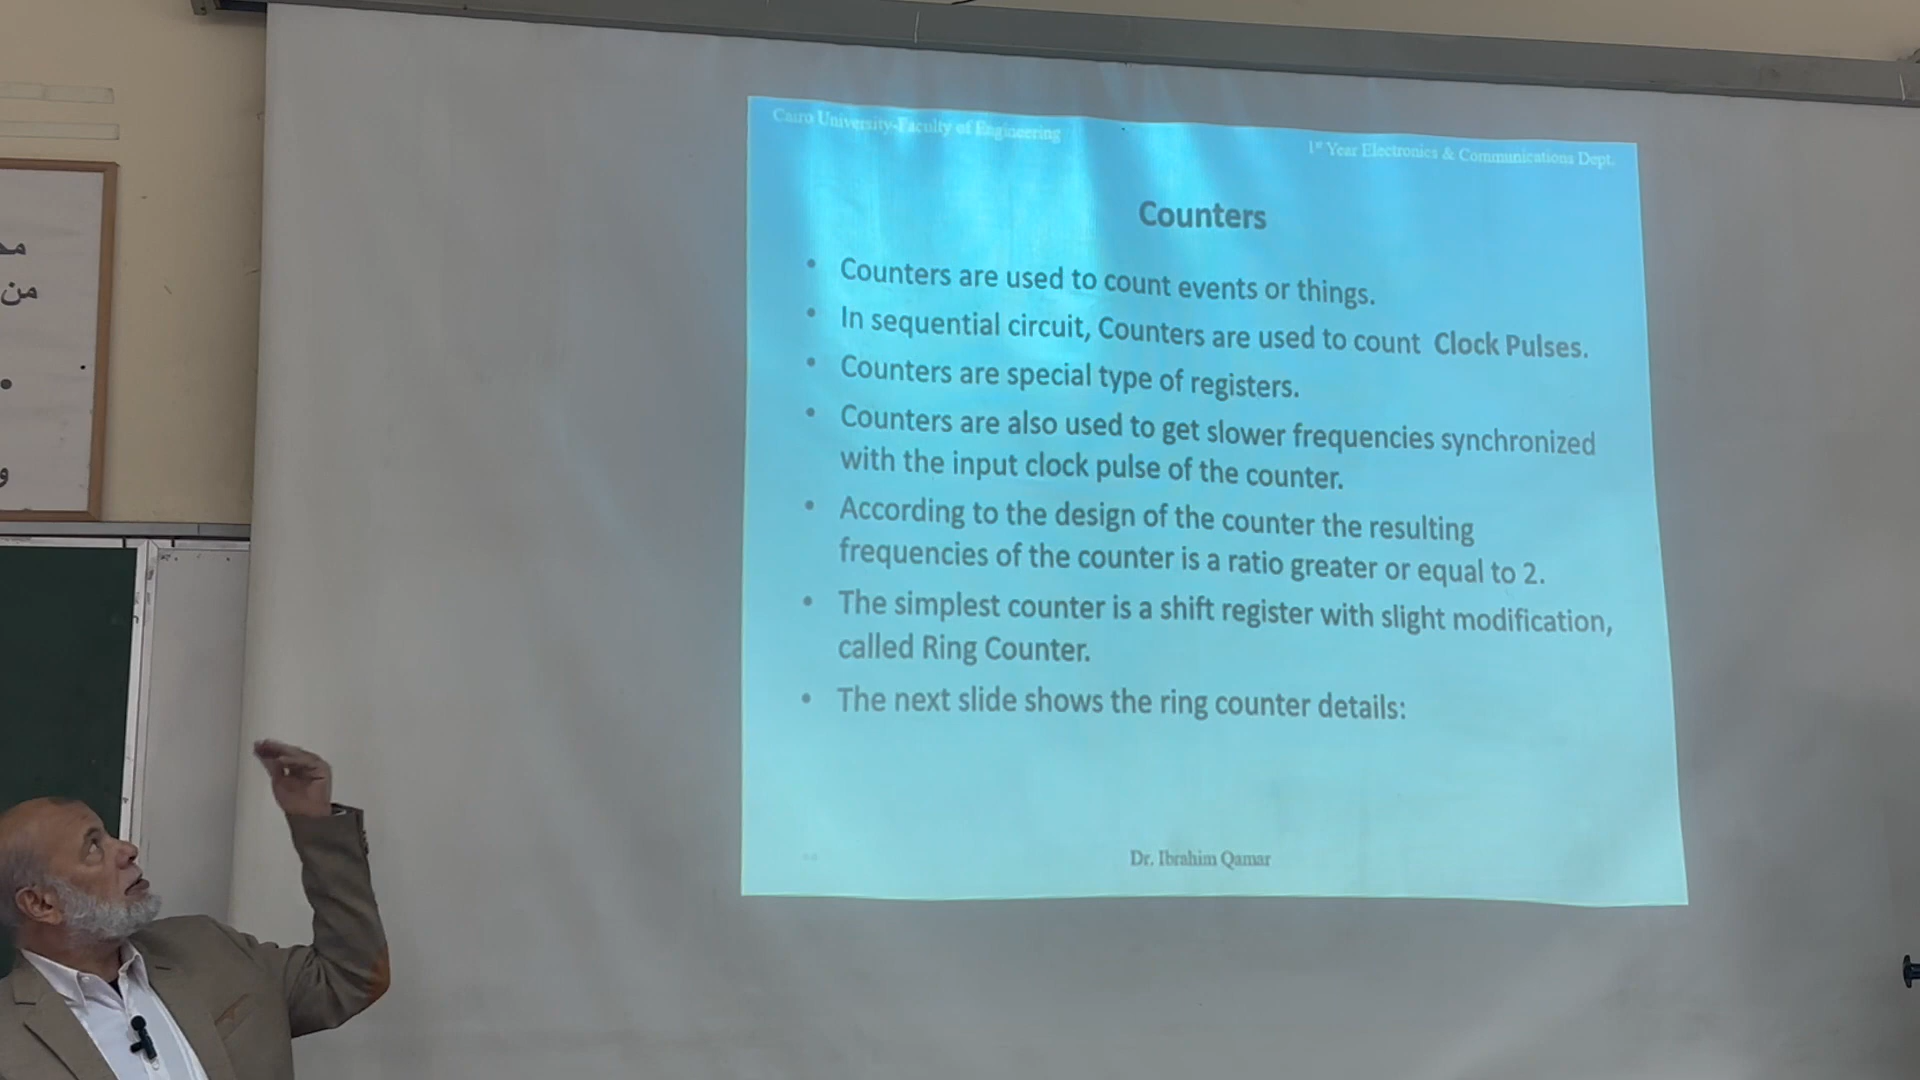 Cairo University-Faculty of Engineering
1st Year Electronics & Communications Dept.
Counters
• Counters are used to count events or things.
• In sequential circuit, Counters are used to count Clock Pulses.
• Counters are special type of registers.
• Counters are also used to get slower frequencies synchronized
with the input clock pulse of the counter.
• According to the design of the counter the resulting
frequencies of the counter is a ratio greater or equal to 2.
• The simplest counter is a shift register with slight modification,
called Ring Counter.
• The next slide shows the ring counter details:
Dr. Ibrahim Qamar
من